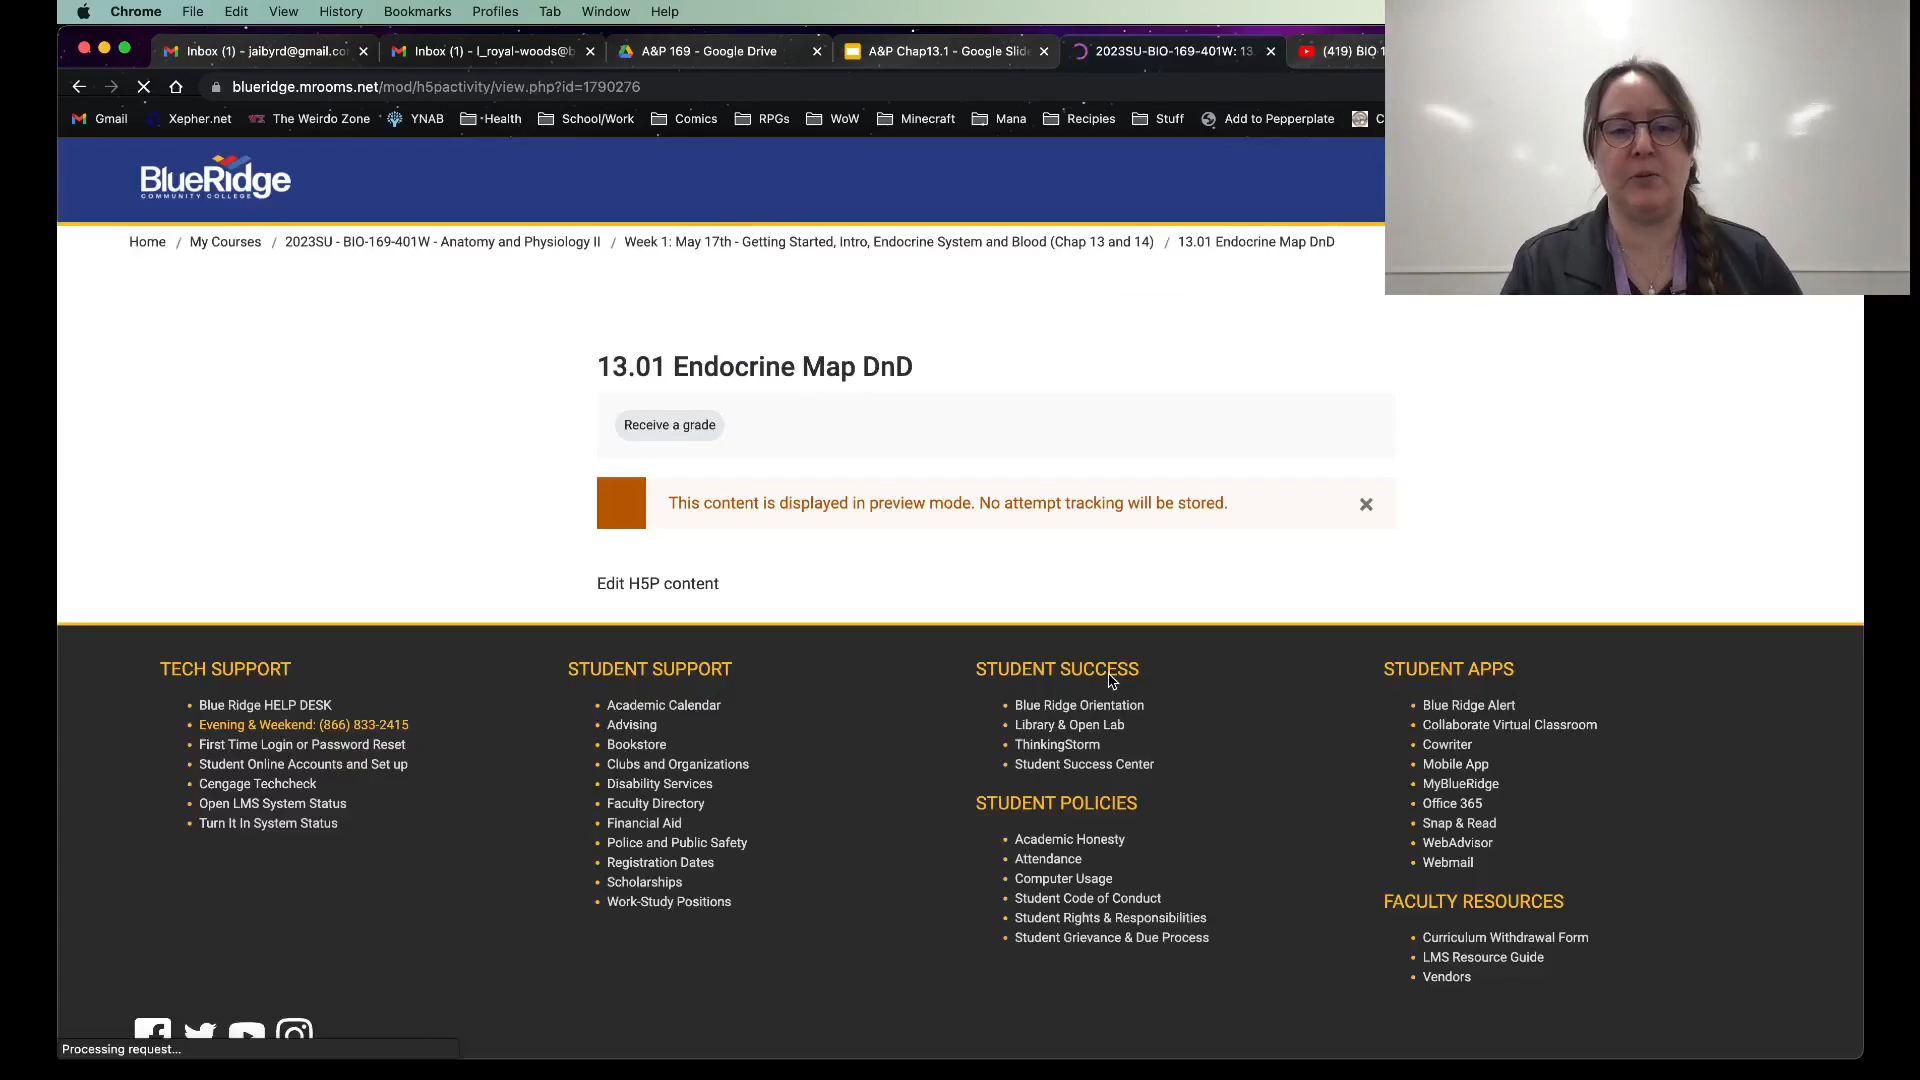 Chrome File Edit View History Bookmarks Profiles Tab Window Help
Inbox (1) - jaibyrd@gmail.co Inbox (1) - l_royal-woods@b A&P 169 - Google Drive A&P Chap13.1 - Google Slide 2023SU-BIO-169-401W: 13. (419) BIO 1
blueridge.mrooms.net/mod/h5pactivity/view.php?id=1790276
Gmail Xepher.net The Weirdo Zone YNAB Health School/Work Comics RPGs WoW Minecraft Mana Recipies Stuff Add to Pepperplate C
BlueRidge
COMMUNITY COLLEGE
Home / My Courses / 2023SU - BIO-169-401W - Anatomy and Physiology II / Week 1: May 17th - Getting Started, Intro, Endocrine System and Blood (Chap 13 and 14) / 13.01 Endocrine Map DnD
13.01 Endocrine Map DnD
Receive a grade
This content is displayed in preview mode. No attempt tracking will be stored.
Edit H5P content
TECH SUPPORT
Blue Ridge HELP DESK
Evening & Weekend: (866) 833-2415
First Time Login or Password Reset
Student Online Accounts and Set up
Cengage Techcheck
Open LMS System Status
Turn It In System Status
STUDENT SUPPORT
Academic Calendar
Advising
Bookstore
Clubs and Organizations
Disability Services
Faculty Directory
Financial Aid
Police and Public Safety
Registration Dates
Scholarships
Work-Study Positions
STUDENT SUCCESS
Blue Ridge Orientation
Library & Open Lab
ThinkingStorm
Student Success Center
STUDENT POLICIES
Academic Honesty
Attendance
Computer Usage
Student Code of Conduct
Student Rights & Responsibilities
Student Grievance & Due Process
STUDENT APPS
Blue Ridge Alert
Collaborate Virtual Classroom
Cowriter
Mobile App
MyBlueRidge
Office 365
Snap & Read
WebAdvisor
Webmail
FACULTY RESOURCES
Curriculum Withdrawal Form
LMS Resource Guide
Vendors
Processing request...